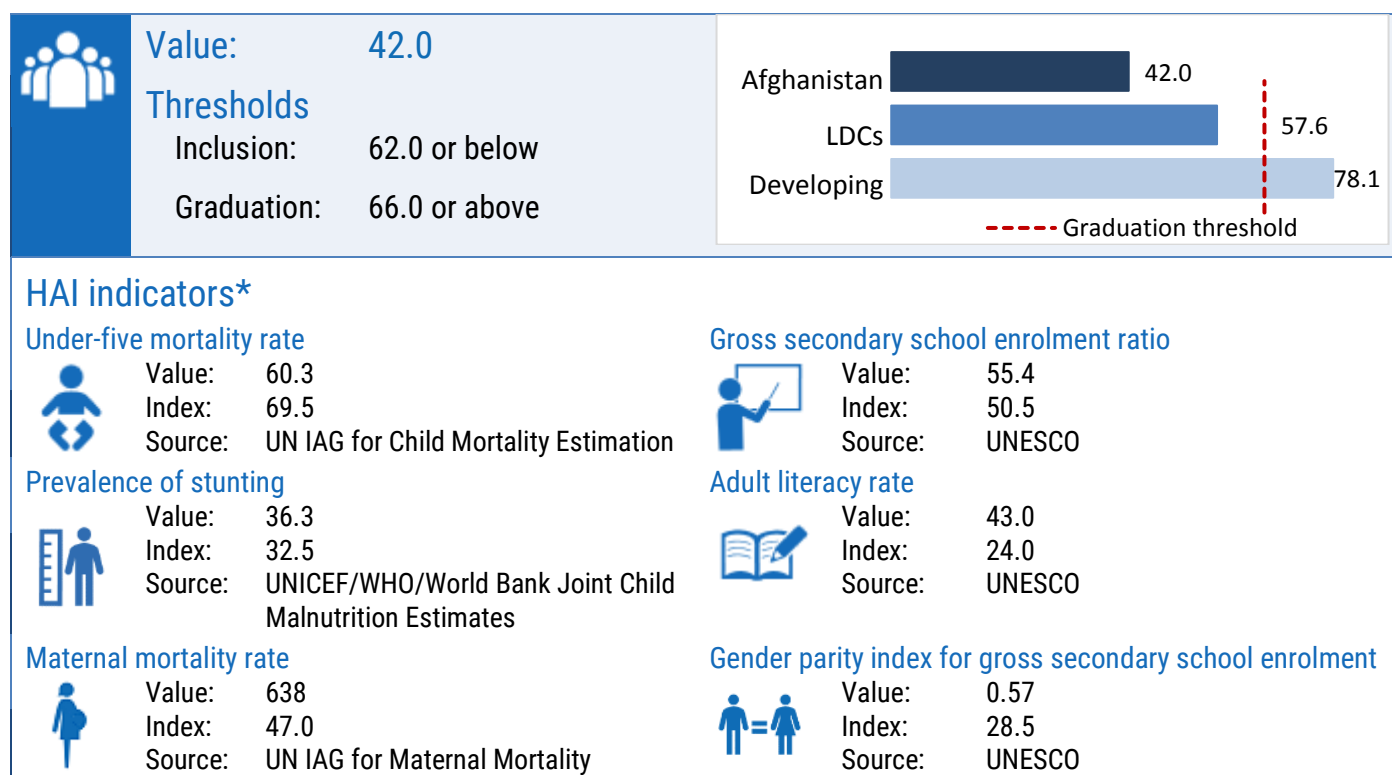 Value: 42.0
Thresholds
Inclusion: 62.0 or below
Graduation: 66.0 or above
Afghanistan 42.0
LDCs 57.6
Developing 78.1
Graduation threshold
HAI indicators*
Under-five mortality rate
Value: 60.3
Index: 69.5
Source: UN IAG for Child Mortality Estimation
Prevalence of stunting
Value: 36.3
Index: 32.5
Source: UNICEF/WHO/World Bank Joint Child
Malnutrition Estimates
Maternal mortality rate
Value: 638
Index: 47.0
Source: UN IAG for Maternal Mortality
Gross secondary school enrolment ratio
Value: 55.4
Index: 50.5
Source: UNESCO
Adult literacy rate
Value: 43.0
Index: 24.0
Source: UNESCO
Gender parity index for gross secondary school enrolment
Value: 0.57
Index: 28.5
Source: UNESCO